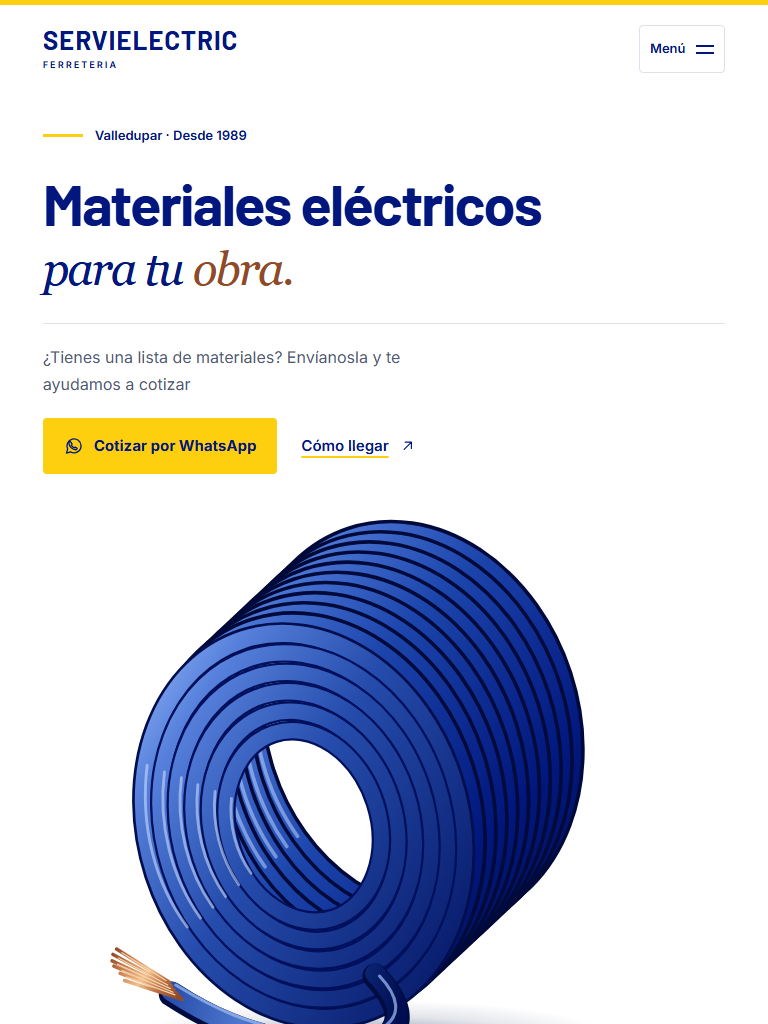 SERVIELECTRIC
FERRETERIA
Menú
Valledupar · Desde 1989
Materiales eléctricos
para tu obra.
¿Tienes una lista de materiales? Envíanosla y te
ayudamos a cotizar
Cotizar por WhatsApp
Cómo llegar